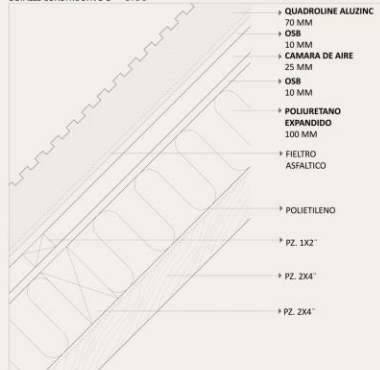 QUADROLINE ALUZINC
70 MM
OSB
10 MM
CAMARA DE AIRE
25 MM
OSB
10 MM
POLIURETANO
EXPANDIDO
100 MM
FIELTRO
ASFALTICO
POLIETILENO
PZ. 1X2¨
PZ. 2X4¨
PZ. 2X4¨